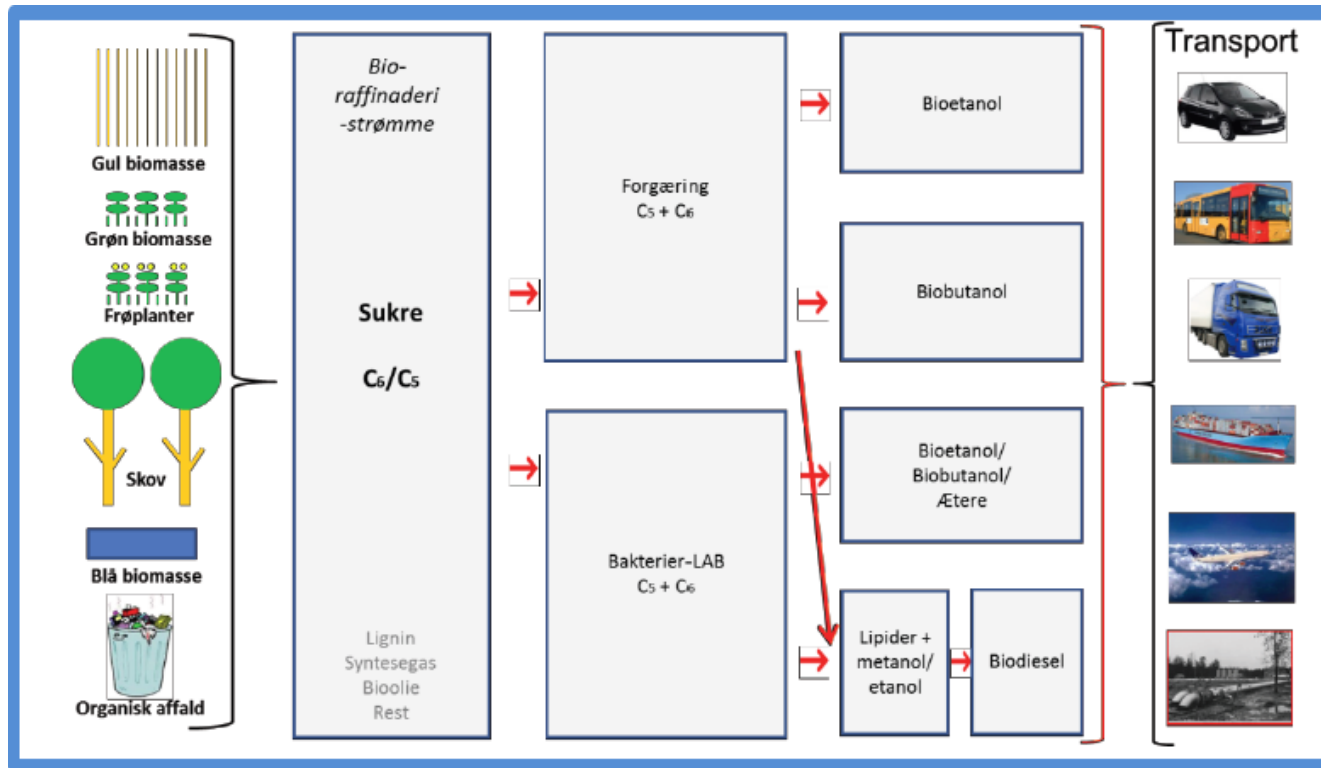 Gul biomasse
Grøn biomasse
Frøplanter
Skov
Blå biomasse
Organisk affald
Bio-
raffinaderi
-strømme
Sukre
C₆/C₅
Lignin
Syntesegas
Bioolie
Rest
Forgæring
C₅ + C₆
Bakterier-LAB
C₅ + C₆
Bioetanol
Biobutanol
Bioetanol/
Biobutanol/
Ætere
Lipider +
metanol/
etanol
Biodiesel
Transport